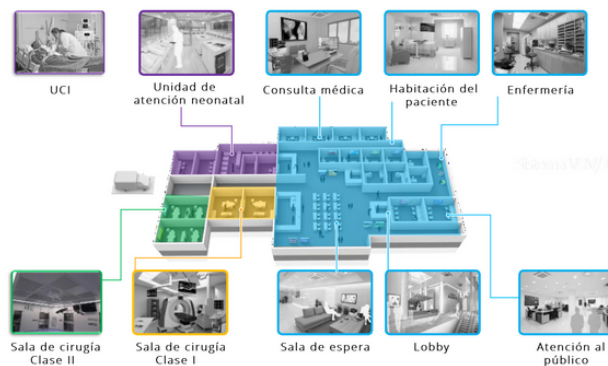 UCI
Unidad de
atención neonatal
Consulta médica
Habitación del
paciente
Enfermería
Sala de cirugía
Clase II
Sala de cirugía
Clase I
Sala de espera
Lobby
Atención al
público